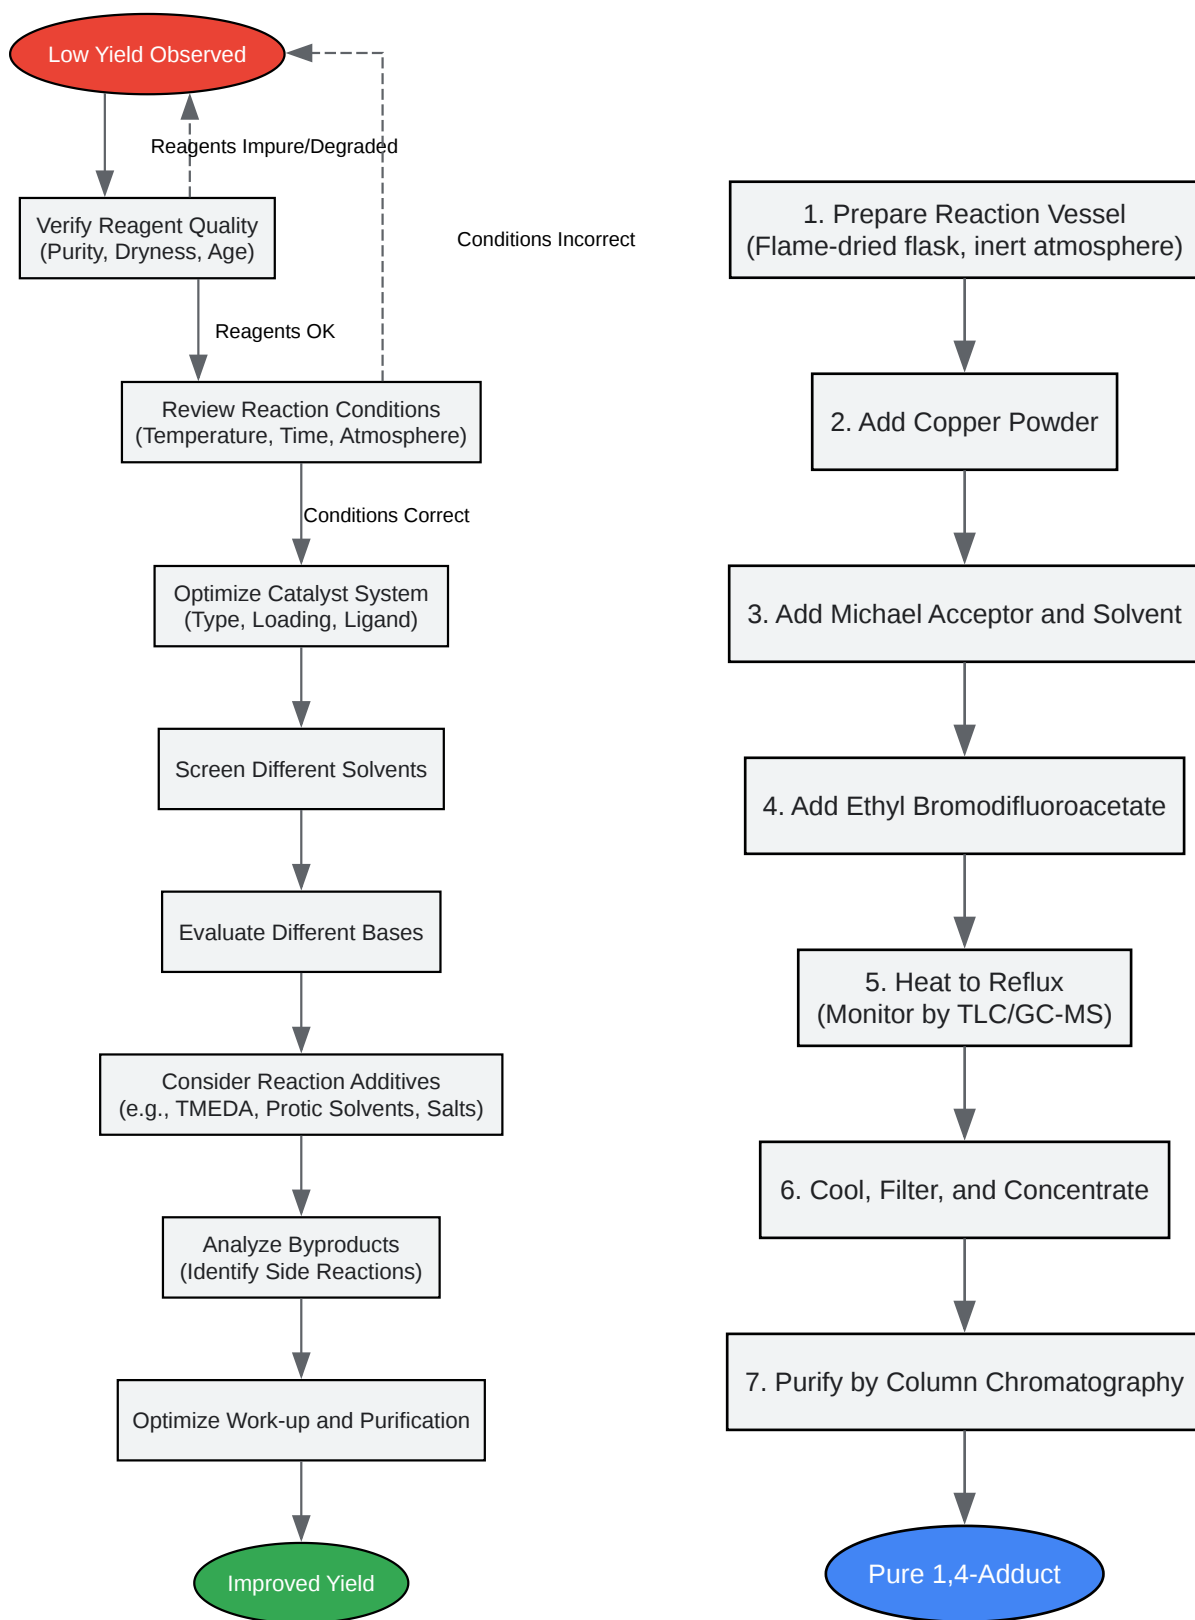 Low Yield Observed
Reagents Impure/Degraded
Verify Reagent Quality
(Purity, Dryness, Age)
Conditions Incorrect
Reagents OK
Review Reaction Conditions
(Temperature, Time, Atmosphere)
Conditions Correct
Optimize Catalyst System
(Type, Loading, Ligand)
Screen Different Solvents
Evaluate Different Bases
Consider Reaction Additives
(e.g., TMEDA, Protic Solvents, Salts)
Analyze Byproducts
(Identify Side Reactions)
Optimize Work-up and Purification
Improved Yield
1. Prepare Reaction Vessel
(Flame-dried flask, inert atmosphere)
2. Add Copper Powder
3. Add Michael Acceptor and Solvent
4. Add Ethyl Bromodifluoroacetate
5. Heat to Reflux
(Monitor by TLC/GC-MS)
6. Cool, Filter, and Concentrate
7. Purify by Column Chromatography
Pure 1,4-Adduct